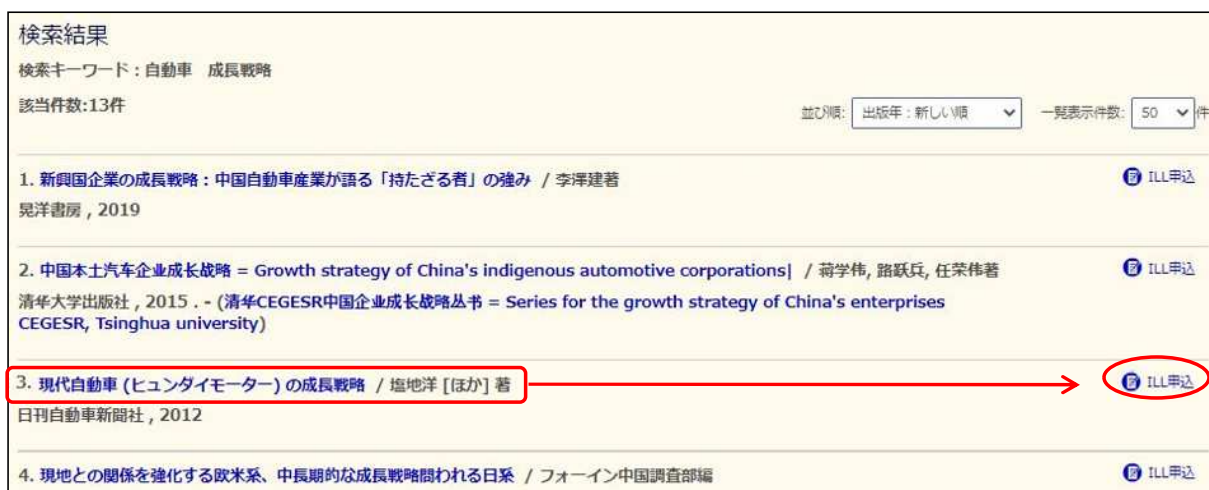 検索結果
検索キーワード：自動車　成長戦略
該当件数:13件
並び順: 出版年：新しい順 一覧表示件数: 50 件
1. 新興国企業の成長戦略：中国自動車産業が語る「持たざる者」の強み / 李澤建著 ILL申込
晃洋書房 , 2019
2. 中国本土汽车企业成长战略 = Growth strategy of China's indigenous automotive corporations| / 蒋学伟, 路跃兵, 任荣伟著 ILL申込
清华大学出版社 , 2015 . - (清华CEGESR中国企业成长战略丛书 = Series for the growth strategy of China's enterprises
CEGESR, Tsinghua university)
3. 現代自動車 (ヒュンダイモーター) の成長戦略 / 塩地洋 [ほか] 著 ILL申込
日刊自動車新聞社 , 2012
4. 現地との関係を強化する欧米系、中長期的な成長戦略問われる日系 / フォーイン中国調査部編 ILL申込